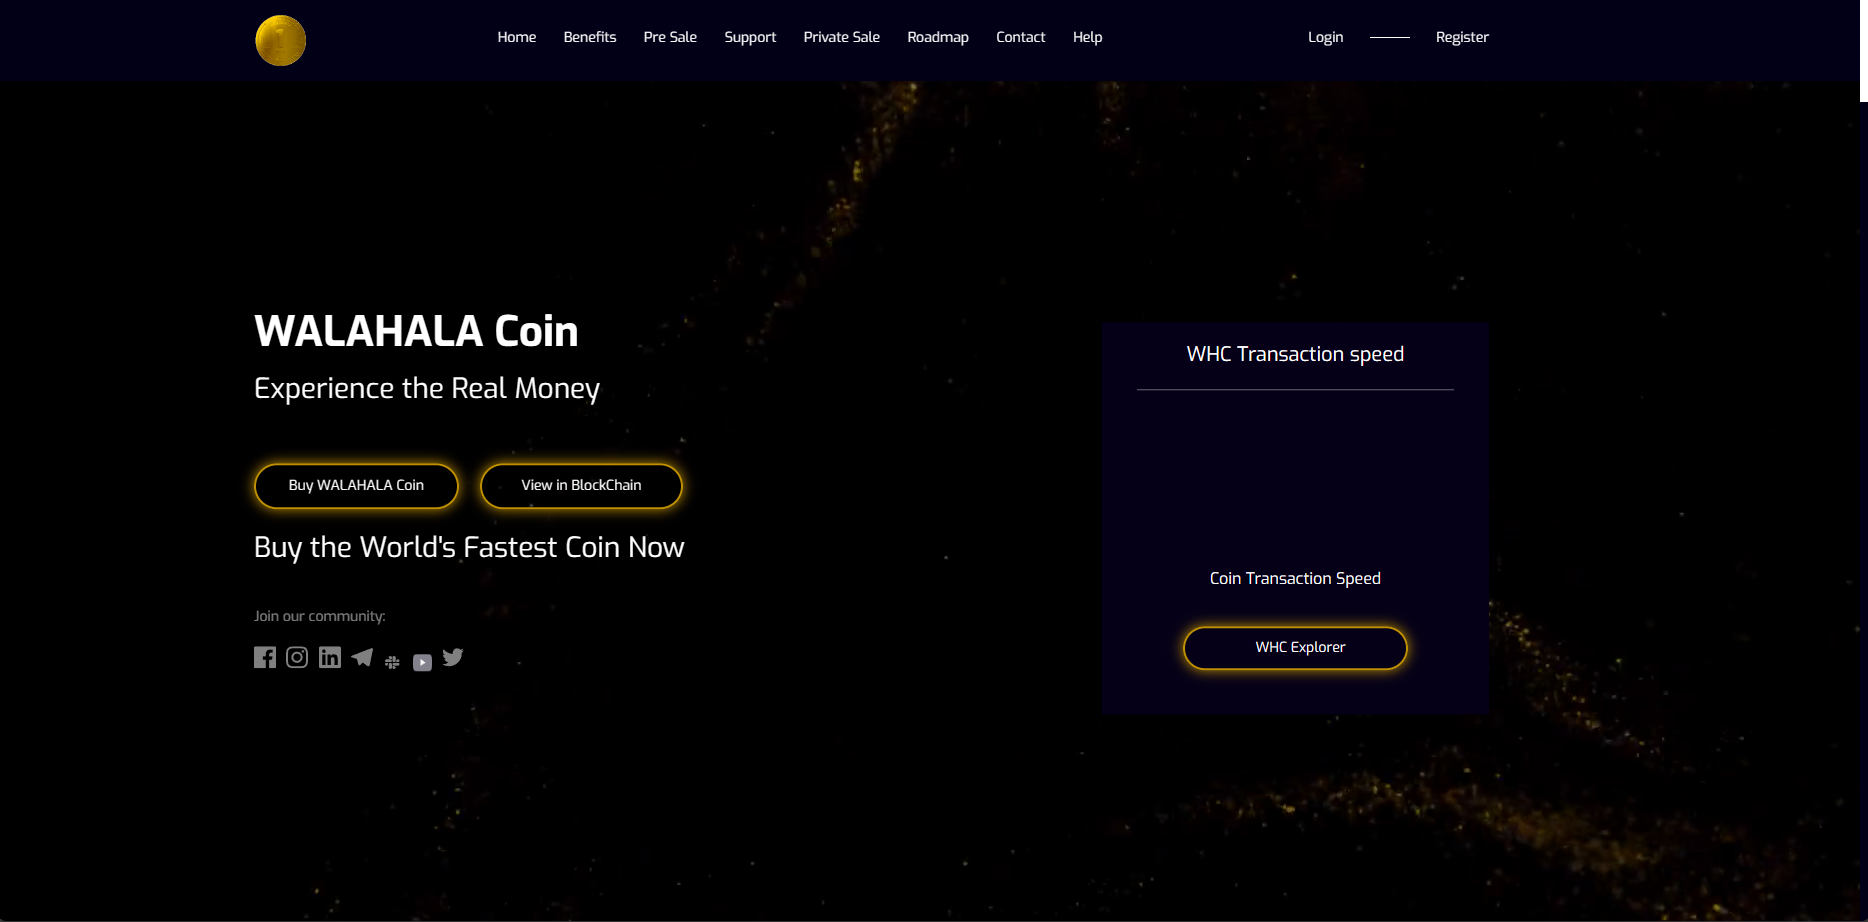 Home Benefits Pre Sale Support Private Sale Roadmap Contact Help Login Register
WALAHALA Coin
Experience the Real Money
Buy WALAHALA Coin View in BlockChain
Buy the World's Fastest Coin Now
Join our community:
WHC Transaction speed
Coin Transaction Speed
WHC Explorer